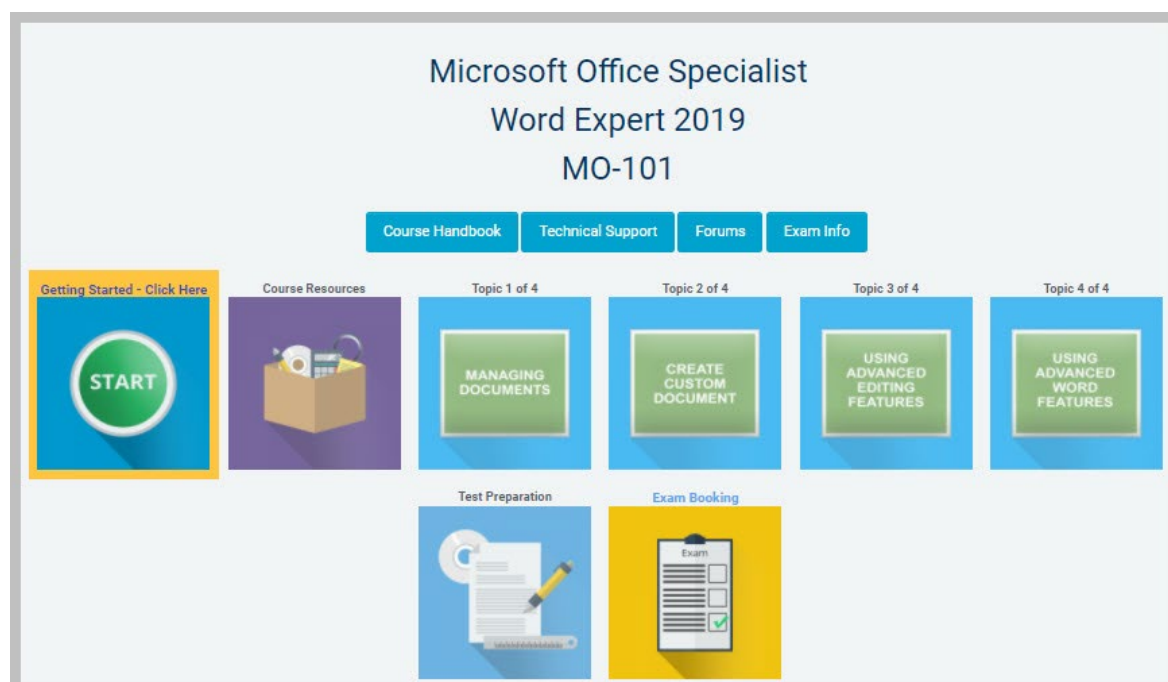 Microsoft Office Specialist
Word Expert 2019
MO-101
Course Handbook
Technical Support
Forums
Exam Info
Getting Started - Click Here
Course Resources
Topic 1 of 4
Topic 2 of 4
Topic 3 of 4
Topic 4 of 4
START
MANAGING
DOCUMENTS
CREATE
CUSTOM
DOCUMENT
USING
ADVANCED
EDITING
FEATURES
USING
ADVANCED
WORD
FEATURES
Test Preparation
Exam Booking
Exam